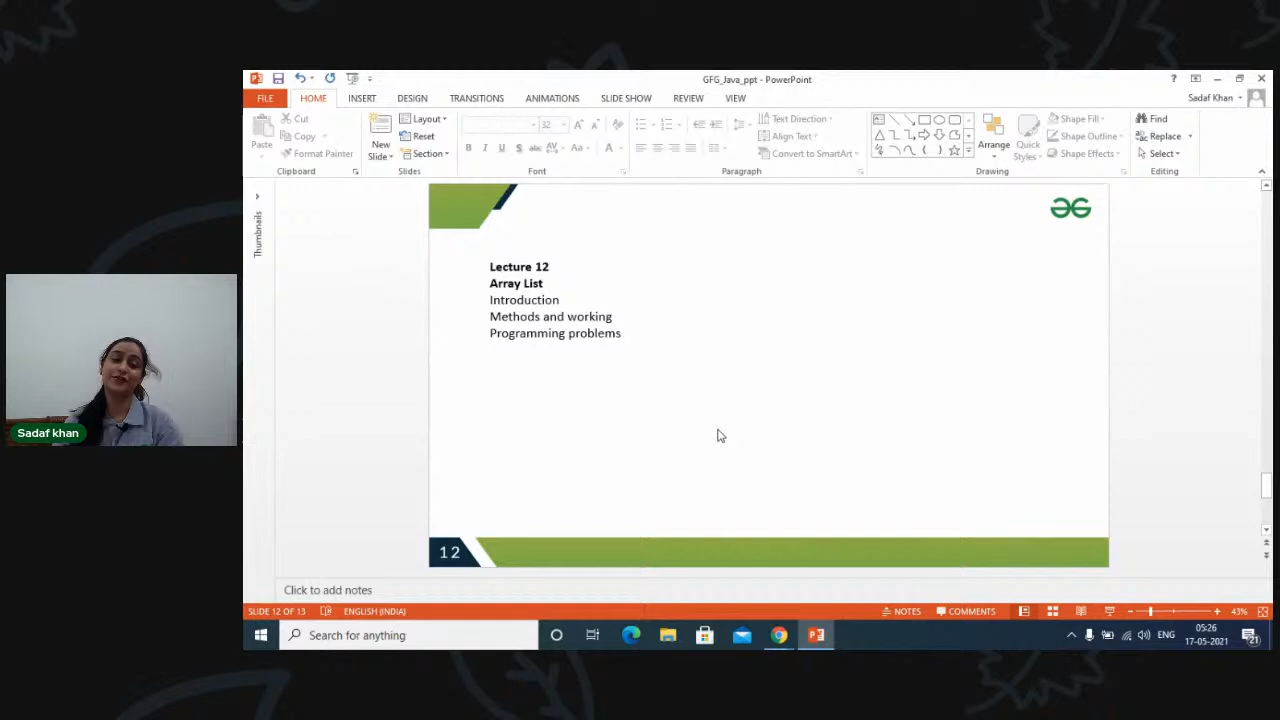 GFG_Java_ppt - PowerPoint
FILE HOME INSERT DESIGN TRANSITIONS ANIMATIONS SLIDE SHOW REVIEW VIEW
Sadaf Khan
Paste
Cut
Copy
Format Painter
Clipboard
New
Slide
Layout
Reset
Section
Slides
32
Font
Text Direction
Align Text
Convert to SmartArt
Paragraph
Arrange
Quick
Styles
Shape Fill
Shape Outline
Shape Effects
Drawing
Find
Replace
Select
Editing
Thumbnails
Lecture 12
Array List
Introduction
Methods and working
Programming problems
12
Sadaf khan
Click to add notes
SLIDE 12 OF 13 ENGLISH (INDIA) NOTES COMMENTS 43%
Search for anything
ENG
05:26
17-05-2021
21